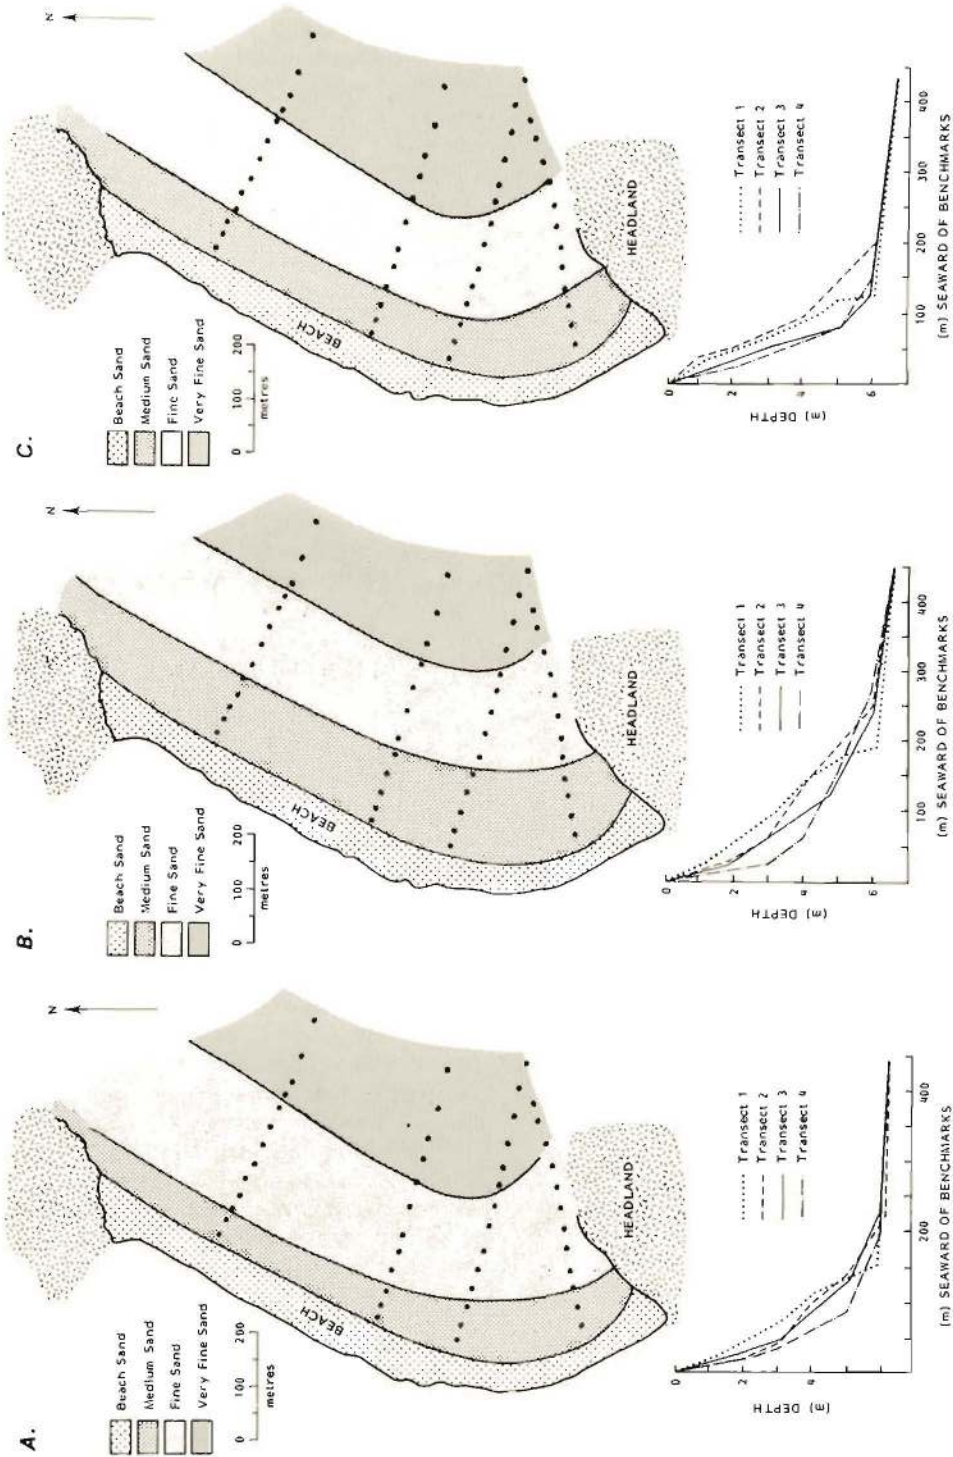 A.
N
Beach Sand
Medium Sand
Fine Sand
Very Fine Sand
0 100 200
metres
BEACH
HEADLAND
0
2
4
6
(m) DEPTH
Transect 1
Transect 2
Transect 3
Transect 4
200 400
(m) SEAWARD OF BENCHMARKS
B.
N
Beach Sand
Medium Sand
Fine Sand
Very Fine Sand
0 100 200
metres
BEACH
HEADLAND
0
2
4
6
(m) DEPTH
Transect 1
Transect 2
Transect 3
Transect 4
100 200 300 400
(m) SEAWARD OF BENCHMARKS
C.
N
Beach Sand
Medium Sand
Fine Sand
Very Fine Sand
0 100 200
metres
BEACH
HEADLAND
0
2
4
6
(m) DEPTH
Transect 1
Transect 2
Transect 3
Transect 4
100 200 300 400
(m) SEAWARD OF BENCHMARKS